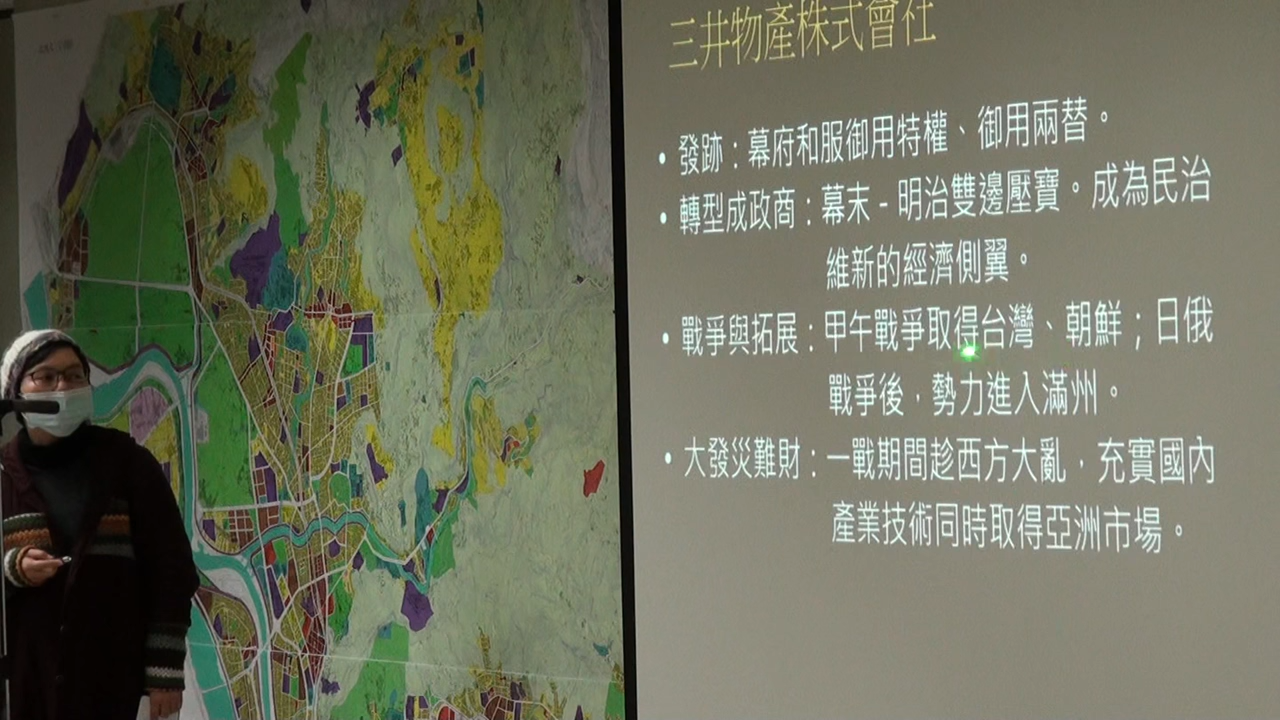 三井物產株式會社
• 發跡：幕府和服御用特權、御用兩替。
• 轉型成政商：幕末－明治雙邊壓寶。成為民治
維新的經濟側翼。
• 戰爭與拓展：甲午戰爭取得台灣、朝鮮；日俄
戰爭後，勢力進入滿州。
• 大發災難財：一戰期間趁西方大亂，充實國內
產業技術同時取得亞洲市場。